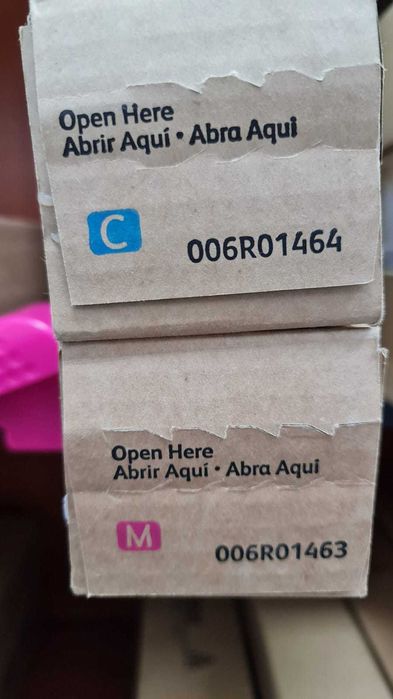 Open Here
Abrir Aquí • Abra Aqui
C
006R01464
Open Here
Abrir Aquí • Abra Aqui
M
006R01463